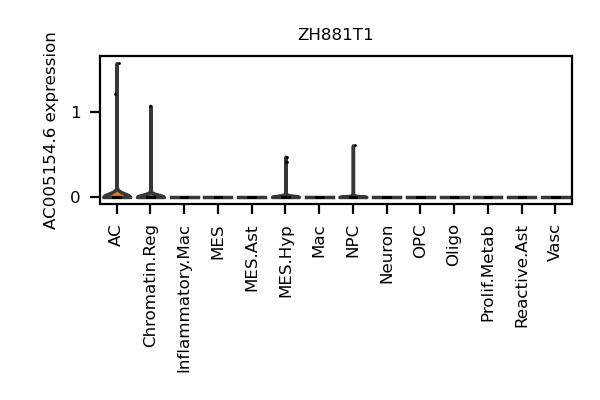 ZH881T1
AC005154.6 expression
1
0
AC
Chromatin.Reg
Inflammatory.Mac
MES
MES.Ast
MES.Hyp
Mac
NPC
Neuron
OPC
Oligo
Prolif.Metab
Reactive.Ast
Vasc